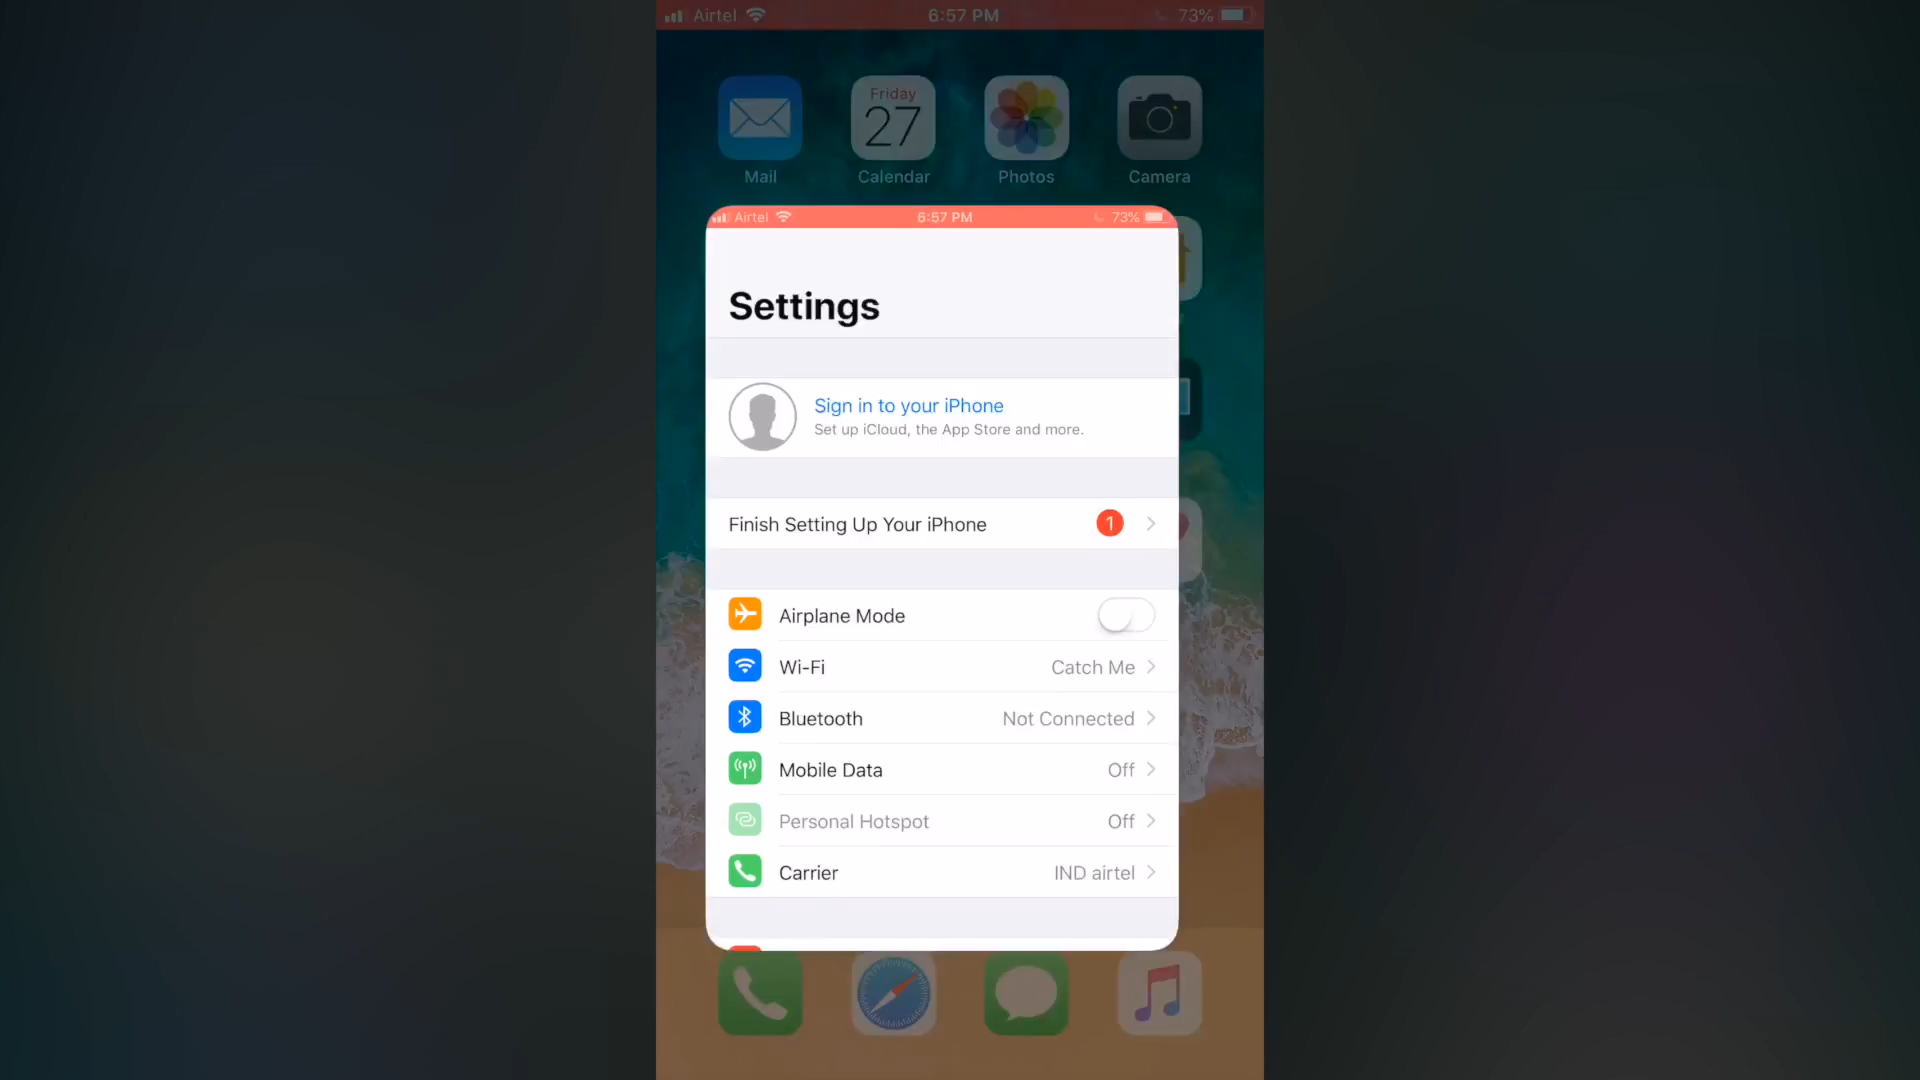 Airtel 6:57 PM 73%
Friday
27
Mail Calendar Photos Camera
Airtel 6:57 PM 73%
Settings
Sign in to your iPhone
Set up iCloud, the App Store and more.
Finish Setting Up Your iPhone 1
Airplane Mode
Wi-Fi Catch Me
Bluetooth Not Connected
Mobile Data Off
Personal Hotspot Off
Carrier IND airtel